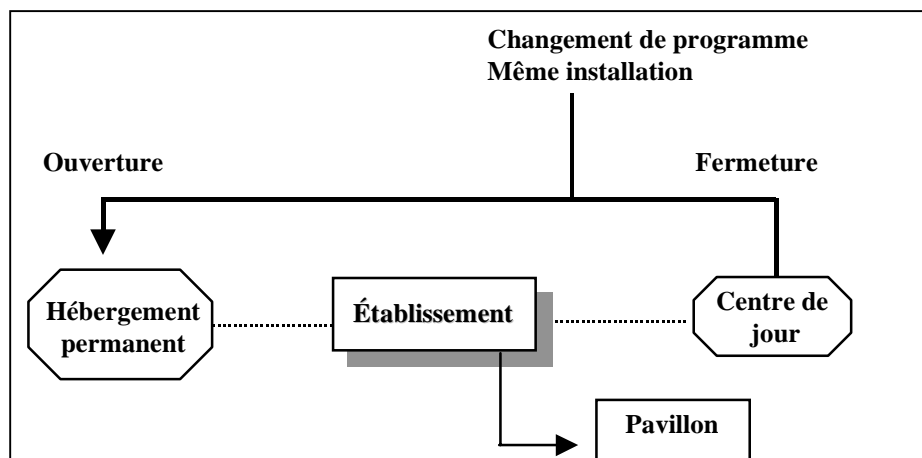 Changement de programme
Même installation
Ouverture
Fermeture
Hébergement
permanent
Établissement
Centre de
jour
Pavillon